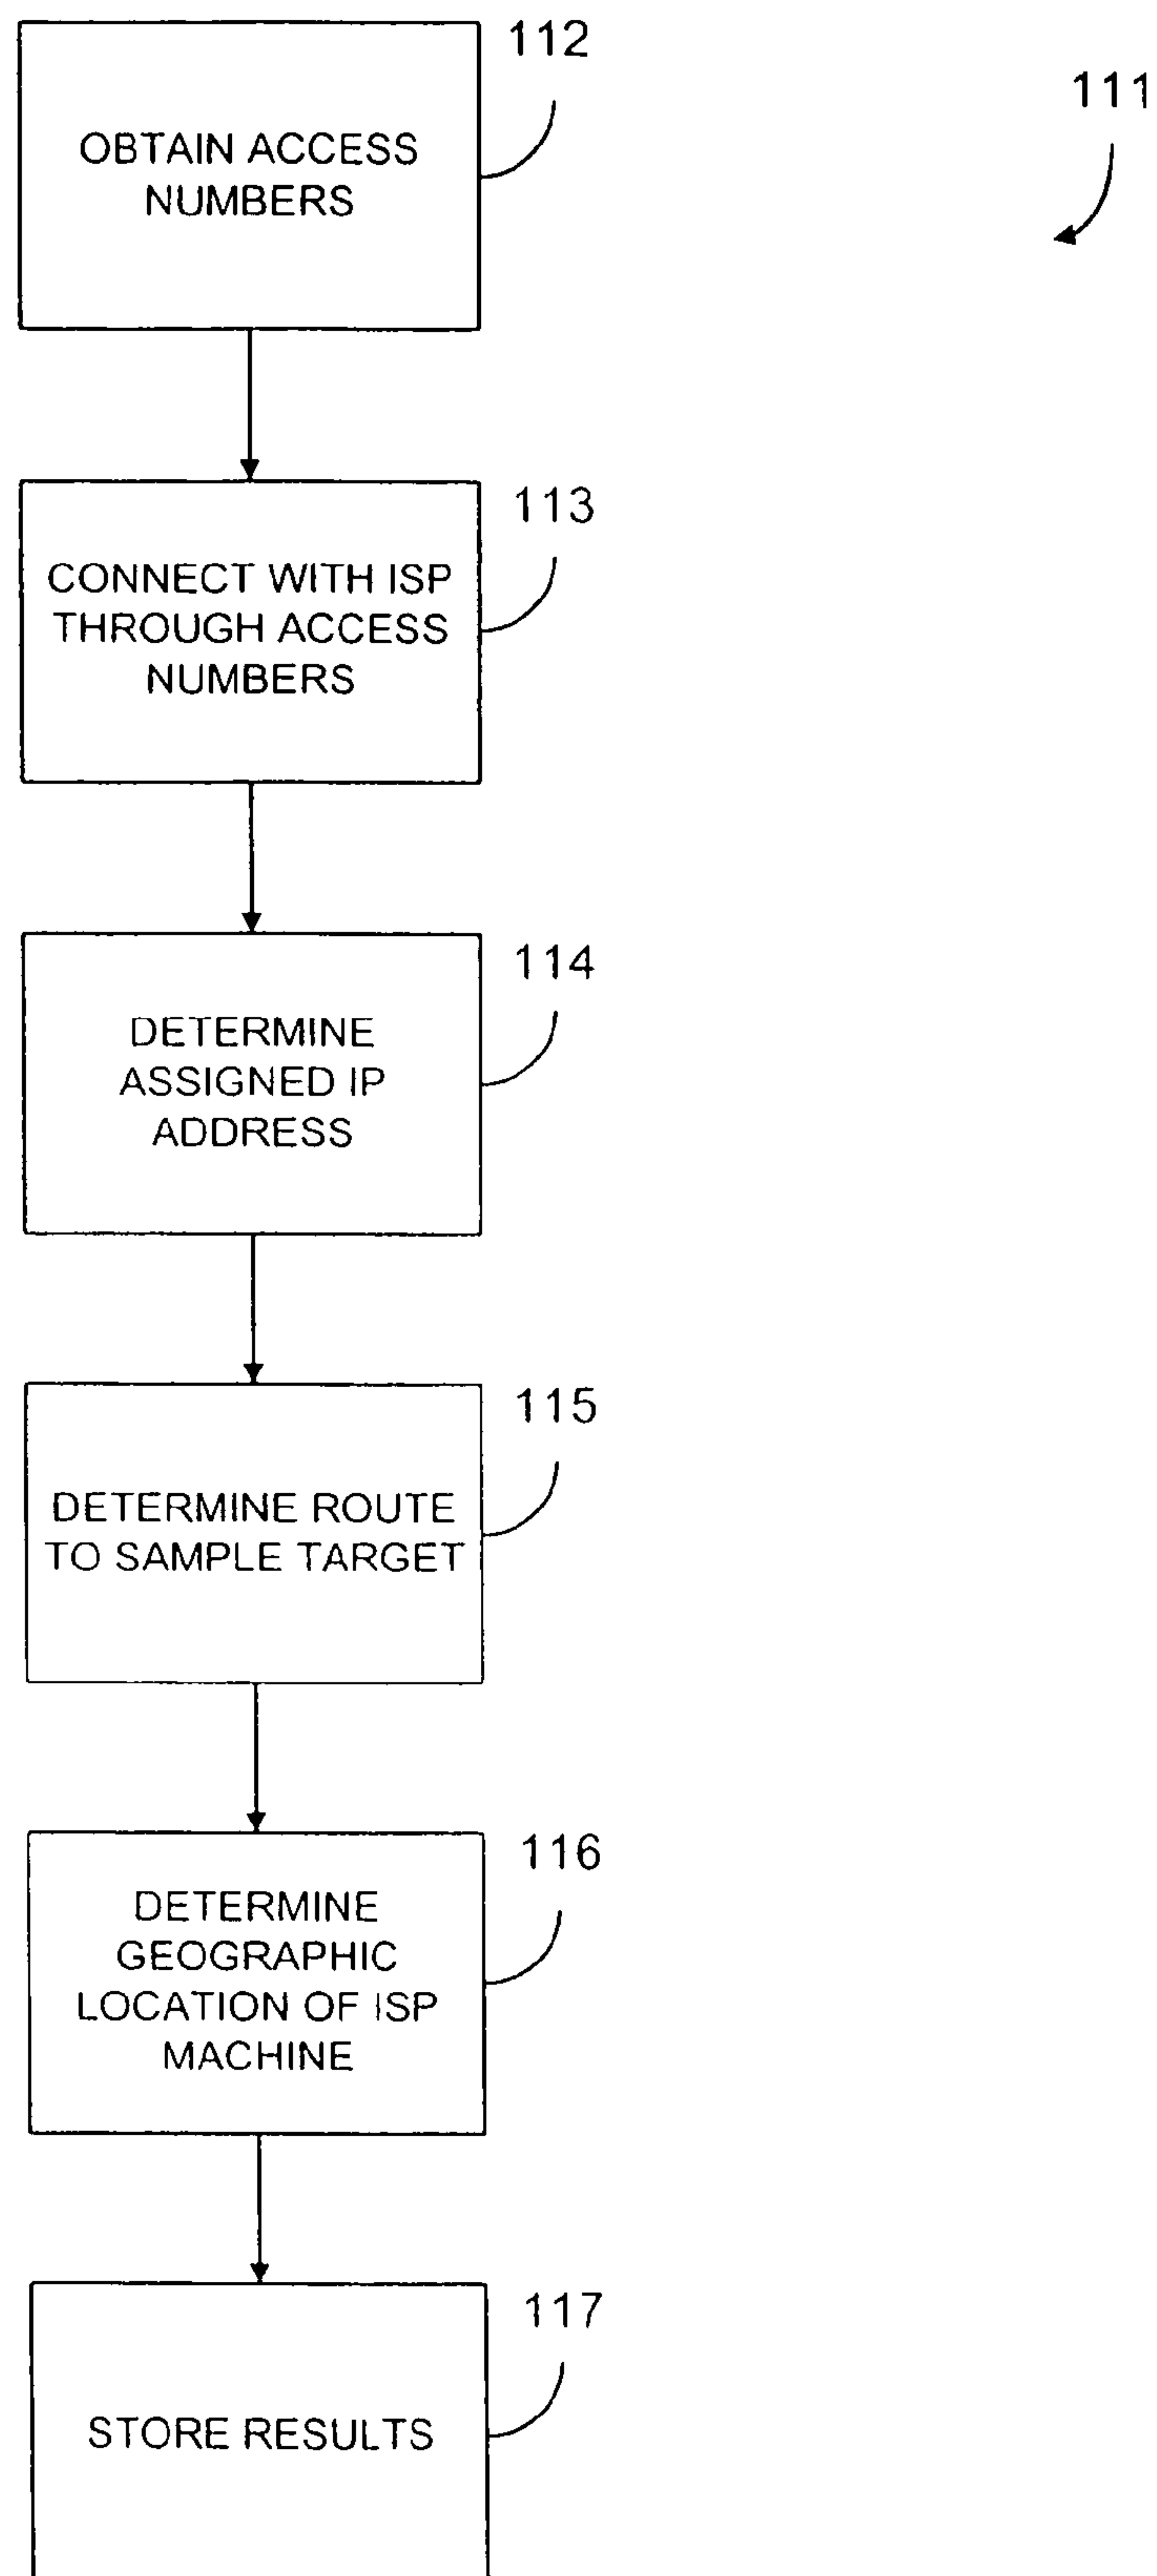 112
111
OBTAIN ACCESS
NUMBERS
113
CONNECT WITH ISP
THROUGH ACCESS
NUMBERS
114
DETERMINE
ASSIGNED IP
ADDRESS
115
DETERMINE ROUTE
TO SAMPLE TARGET
116
DETERMINE
GEOGRAPHIC
LOCATION OF ISP
MACHINE
117
STORE RESULTS